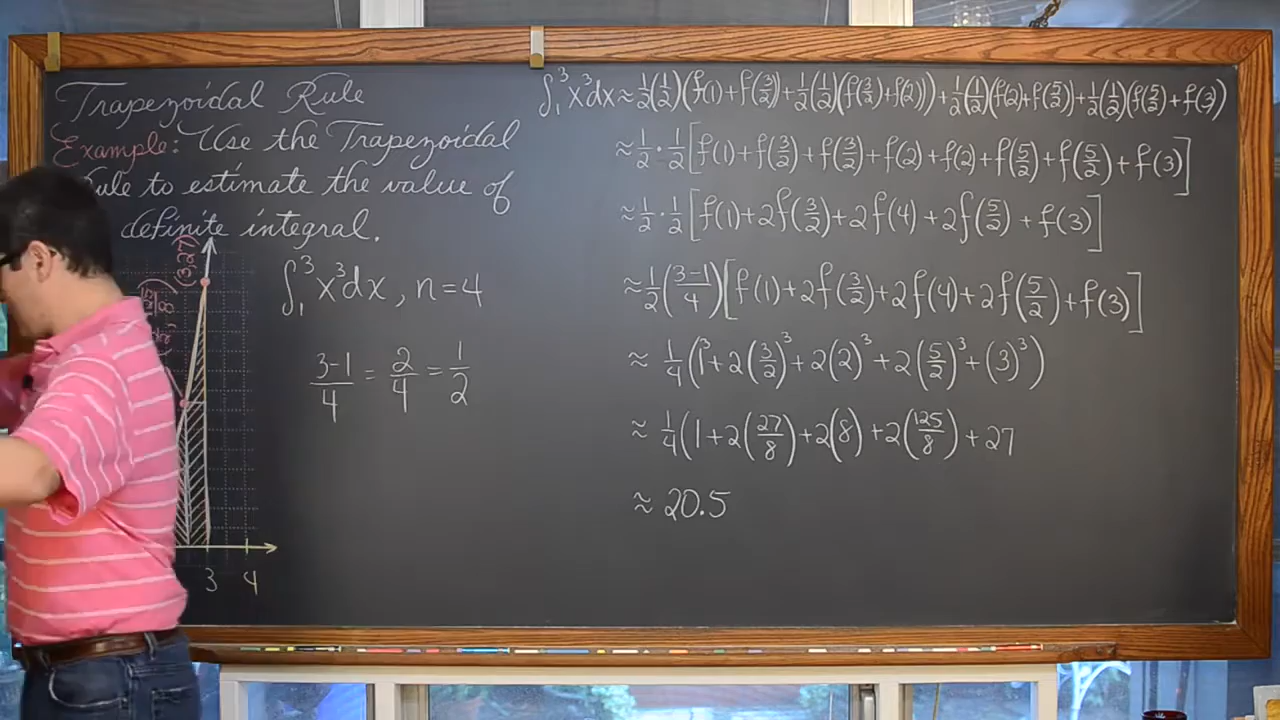 Trapezoidal Rule
Example: Use the Trapezoidal
Rule to estimate the value of
definite integral.
∫₁³ x³dx, n=4
(3-1)/4 = 2/4 = 1/2
(3,27)
3 4
∫₁³ x³dx ≈ 1/2(1/2)(f(1)+f(3/2)+1/2(1/2)(f(3/2)+f(2)))+1/2(1/2)(f(2)+f(5/2))+1/2(1/2)(f(5/2)+f(3))
≈ 1/2·1/2[f(1)+f(3/2)+f(3/2)+f(2)+f(2)+f(5/2)+f(5/2)+f(3)]
≈ 1/2·1/2[f(1)+2f(3/2)+2f(4)+2f(5/2)+f(3)]
≈ 1/2((3-1)/4)[f(1)+2f(3/2)+2f(4)+2f(5/2)+f(3)]
≈ 1/4(1³+2(3/2)³+2(2)³+2(5/2)³+(3)³)
≈ 1/4(1+2(27/8)+2(8)+2(125/8)+27
≈ 20.5